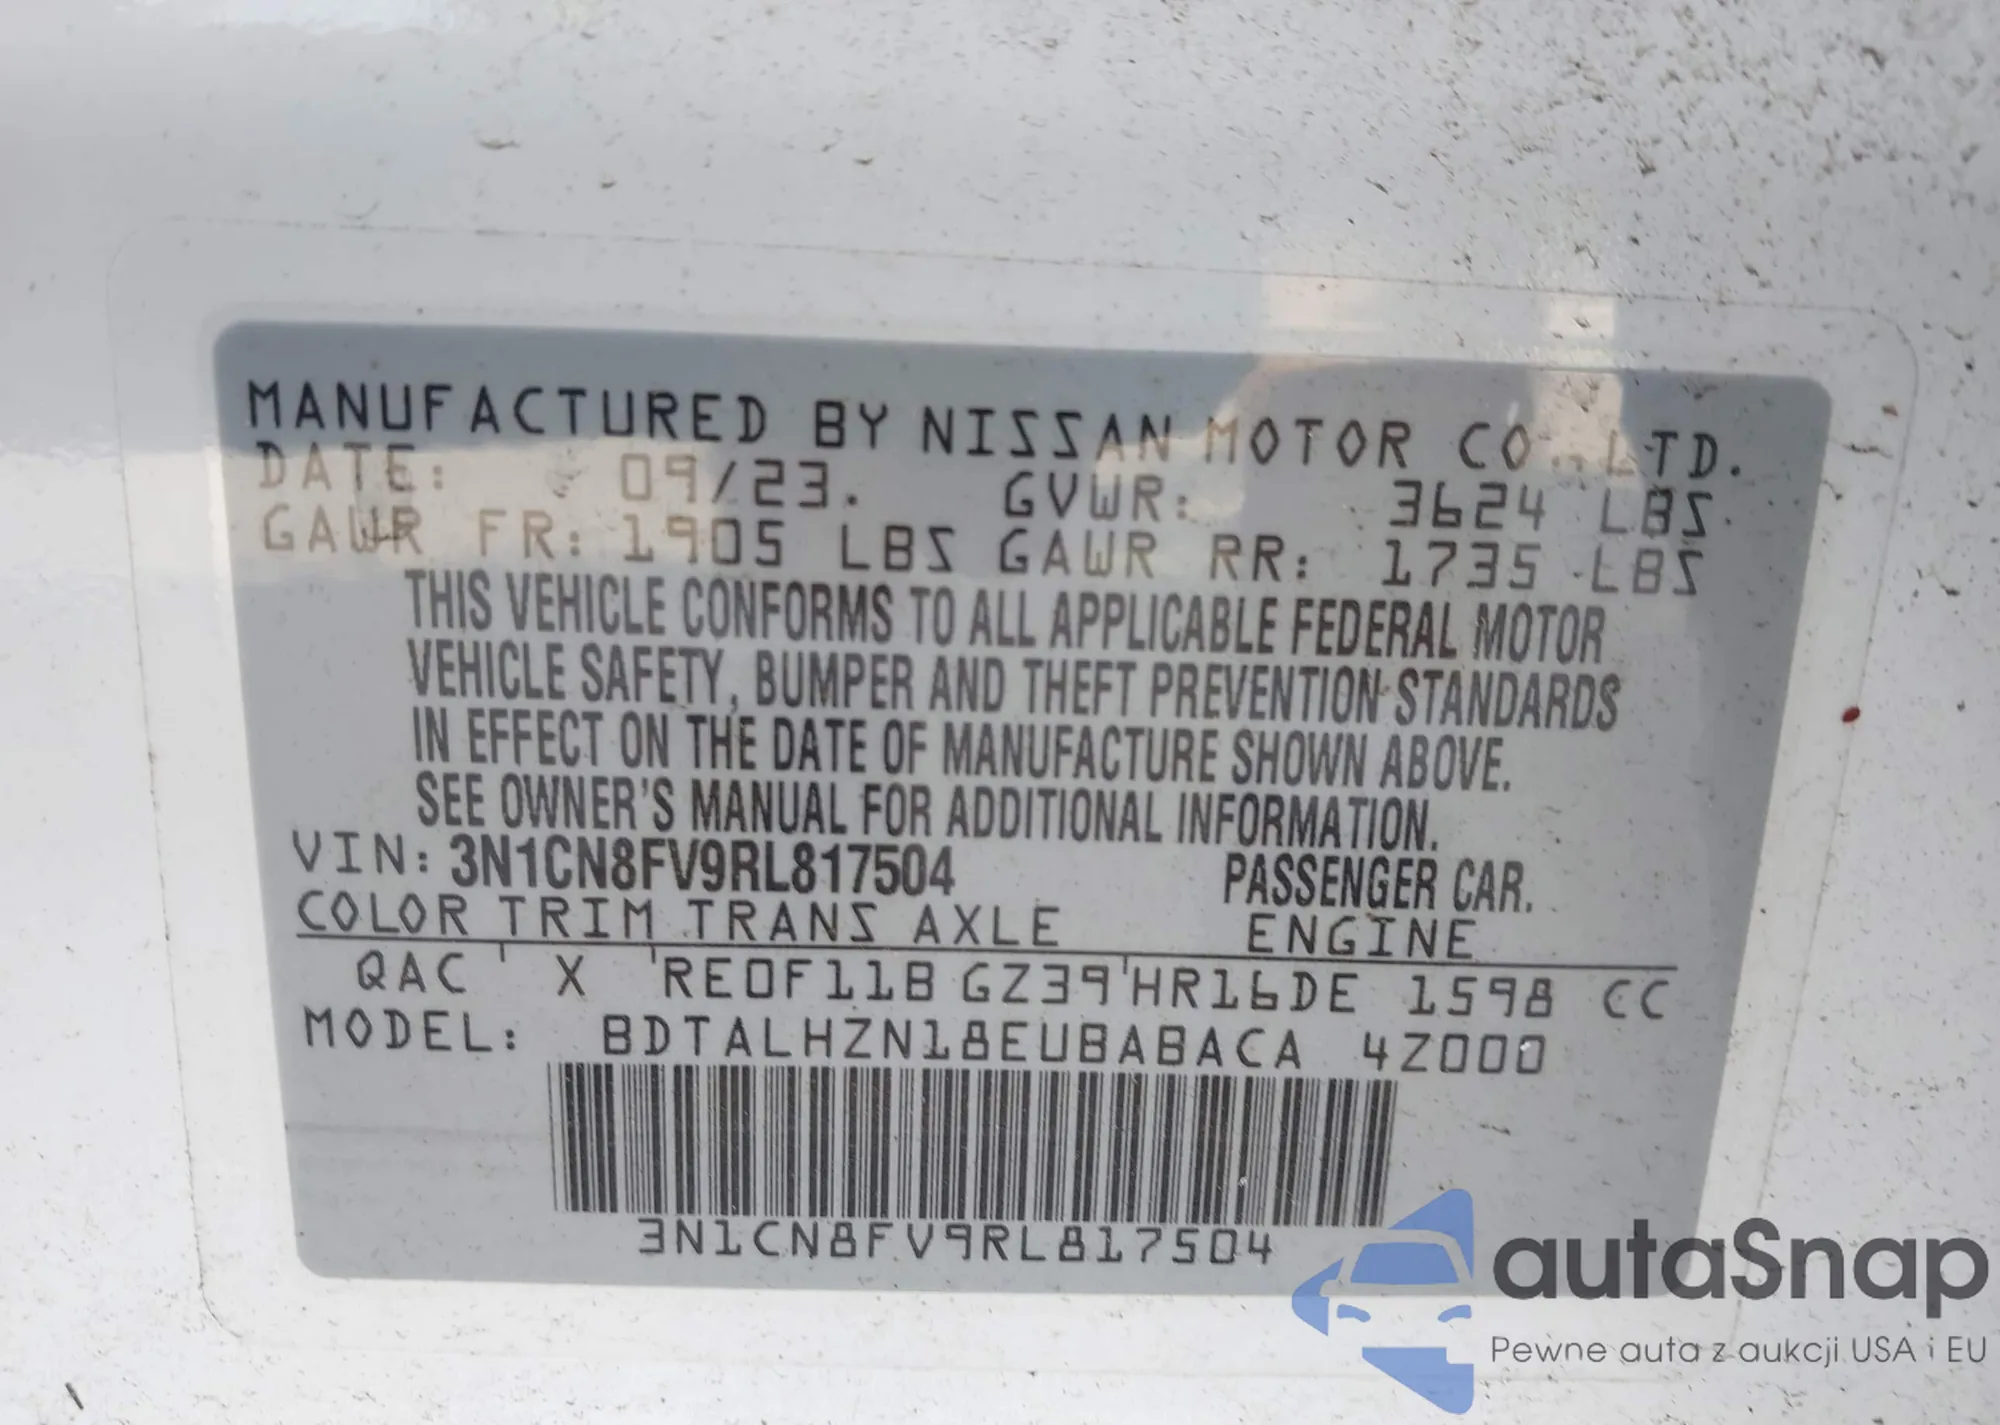 MANUFACTURED BY NISSAN MOTOR CO., LTD.
DATE: 09/23. GVWR: 3624 LBS.
GAWR FR: 1905 LBS GAWR RR: 1735 LBS
THIS VEHICLE CONFORMS TO ALL APPLICABLE FEDERAL MOTOR
VEHICLE SAFETY, BUMPER AND THEFT PREVENTION STANDARDS
IN EFFECT ON THE DATE OF MANUFACTURE SHOWN ABOVE.
SEE OWNER'S MANUAL FOR ADDITIONAL INFORMATION.
VIN: 3N1CN8FV9RL817504 PASSENGER CAR.
COLOR TRIM TRANS AXLE ENGINE
QAC X RE0F11B GZ39 HR16DE 1598 CC
MODEL: BDTALHZN18EUBABACA 4Z000
3N1CN8FV9RL817504
autaSnap
Pewne auta z aukcji USA i EU